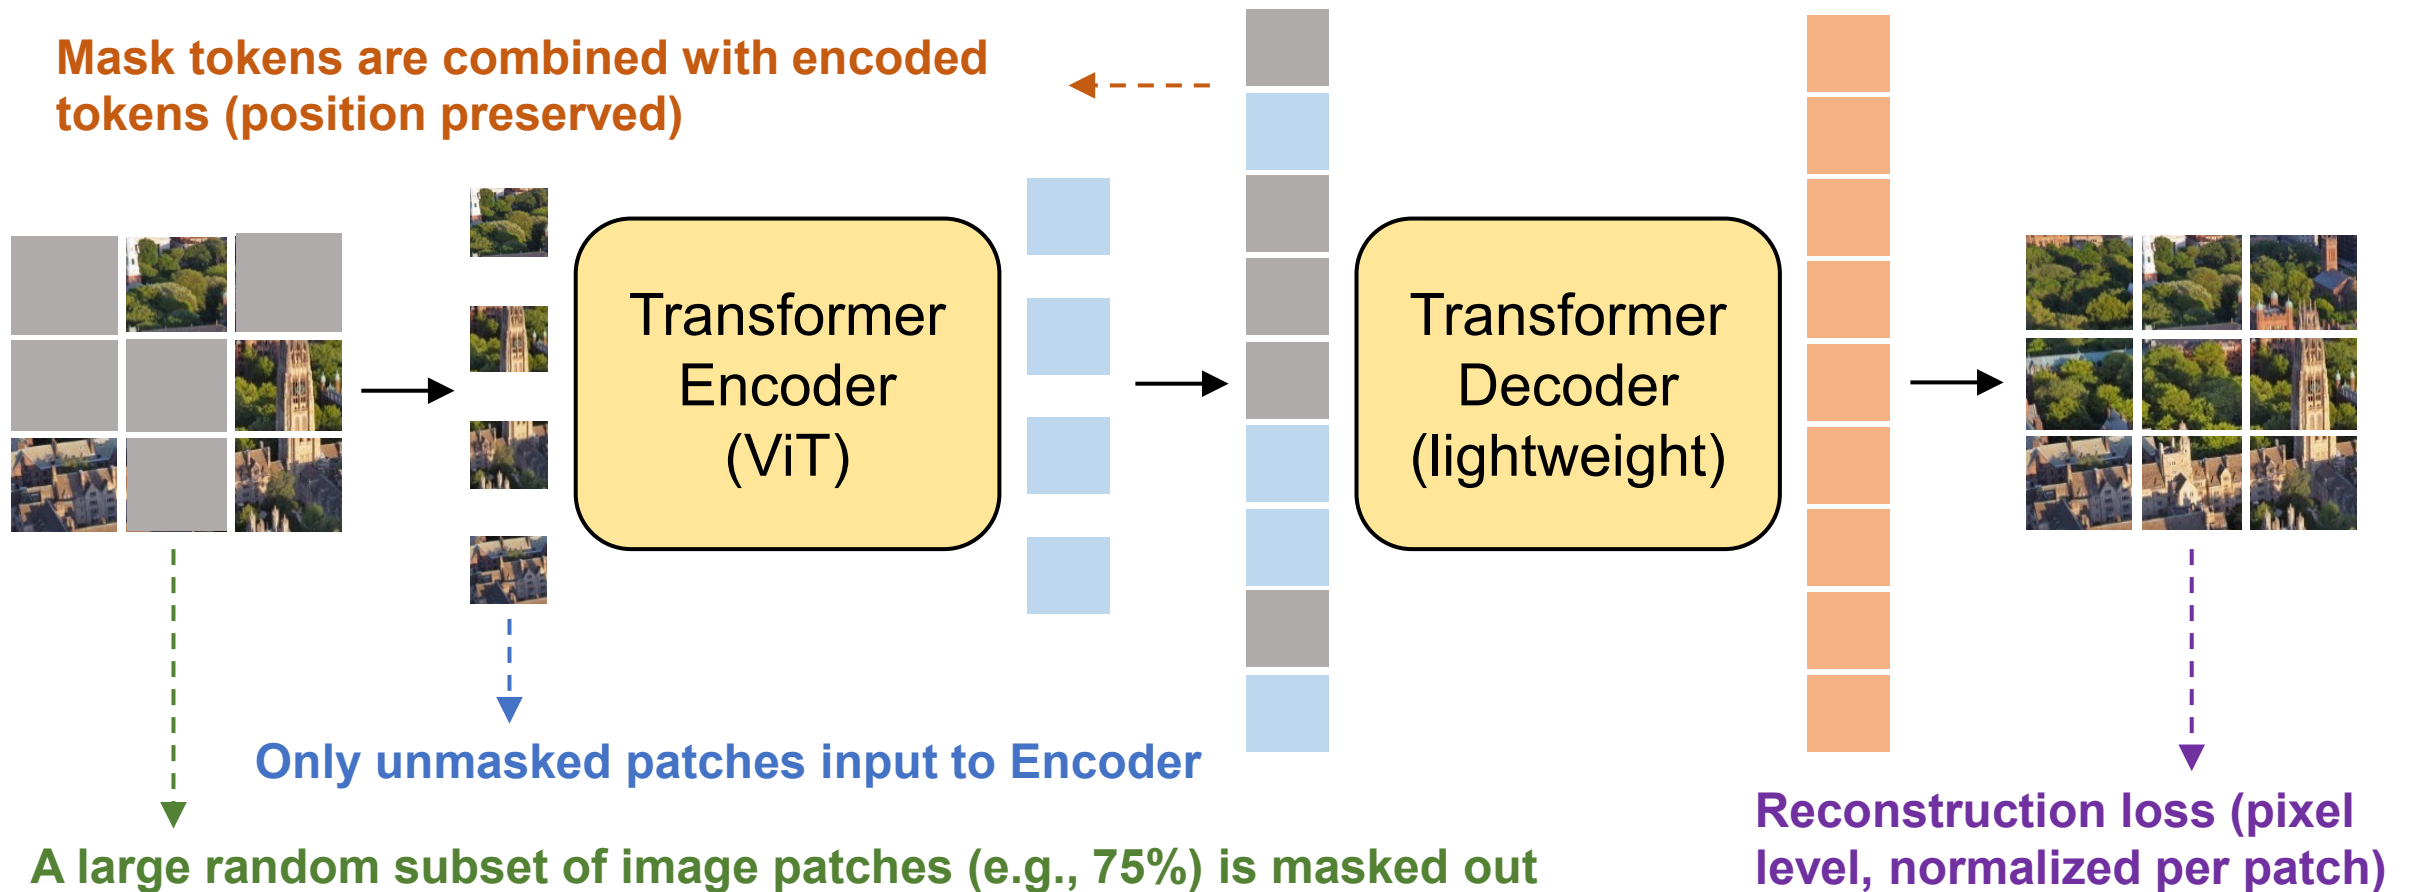 Mask tokens are combined with encoded
tokens (position preserved)
Transformer
Encoder
(ViT)
Transformer
Decoder
(lightweight)
Only unmasked patches input to Encoder
A large random subset of image patches (e.g., 75%) is masked out
Reconstruction loss (pixel
level, normalized per patch)